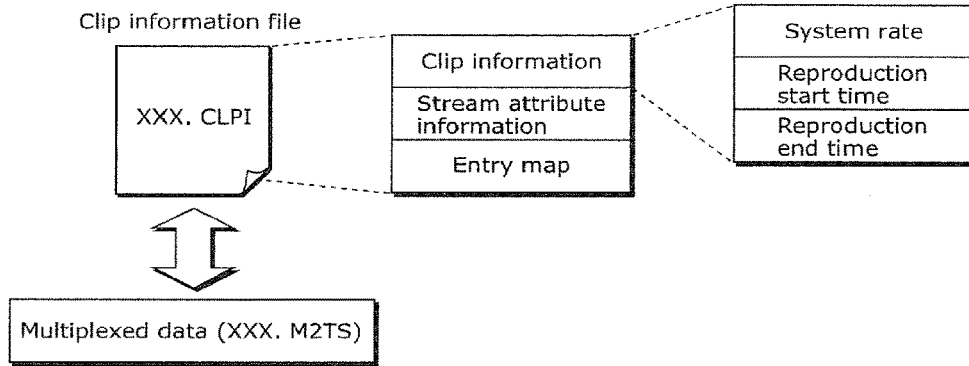 Clip information file
XXX. CLPI
Clip information
Stream attribute
information
Entry map
System rate
Reproduction
start time
Reproduction
end time
Multiplexed data (XXX. M2TS)